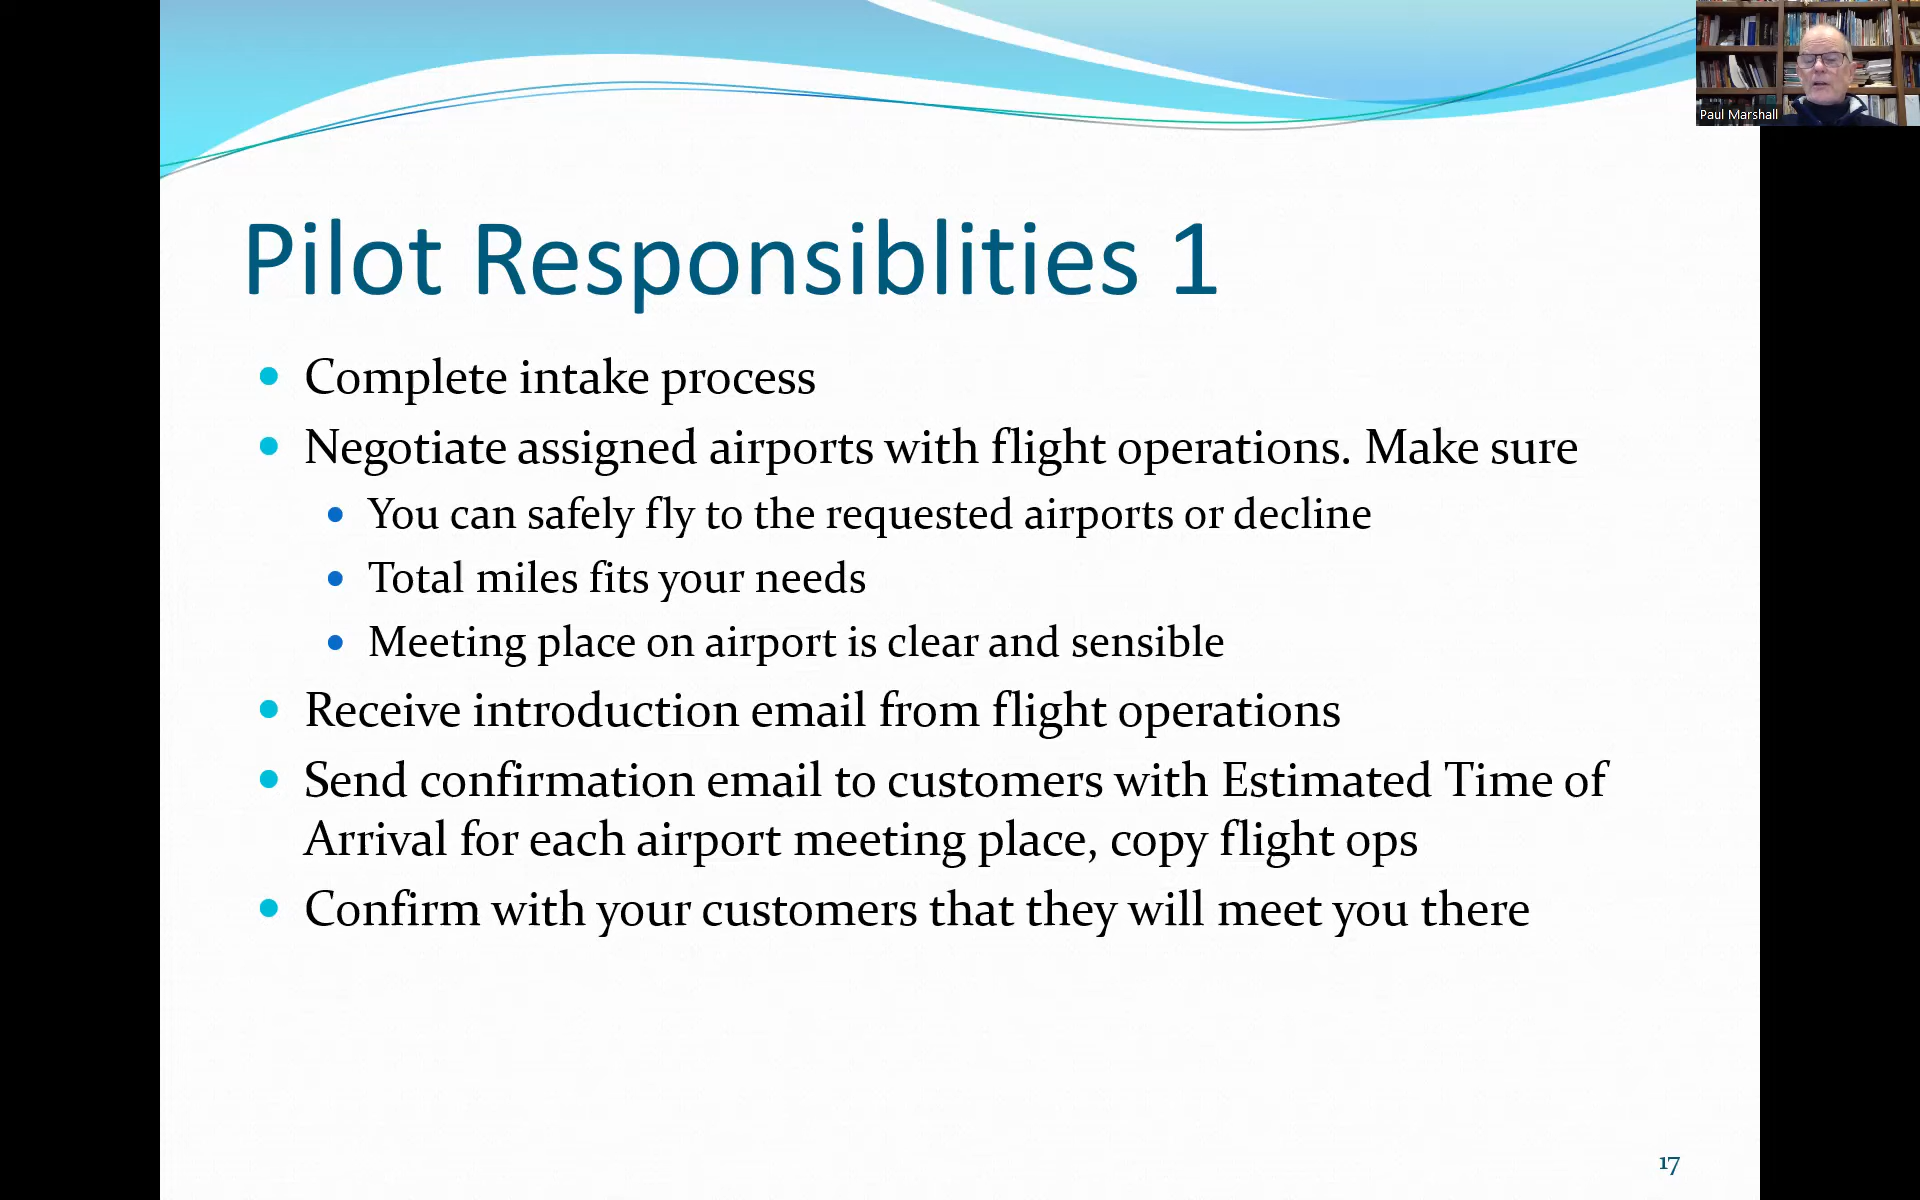 Paul Marshall
Pilot Responsiblities 1
Complete intake process
Negotiate assigned airports with flight operations. Make sure
You can safely fly to the requested airports or decline
Total miles fits your needs
Meeting place on airport is clear and sensible
Receive introduction email from flight operations
Send confirmation email to customers with Estimated Time of
Arrival for each airport meeting place, copy flight ops
Confirm with your customers that they will meet you there
17